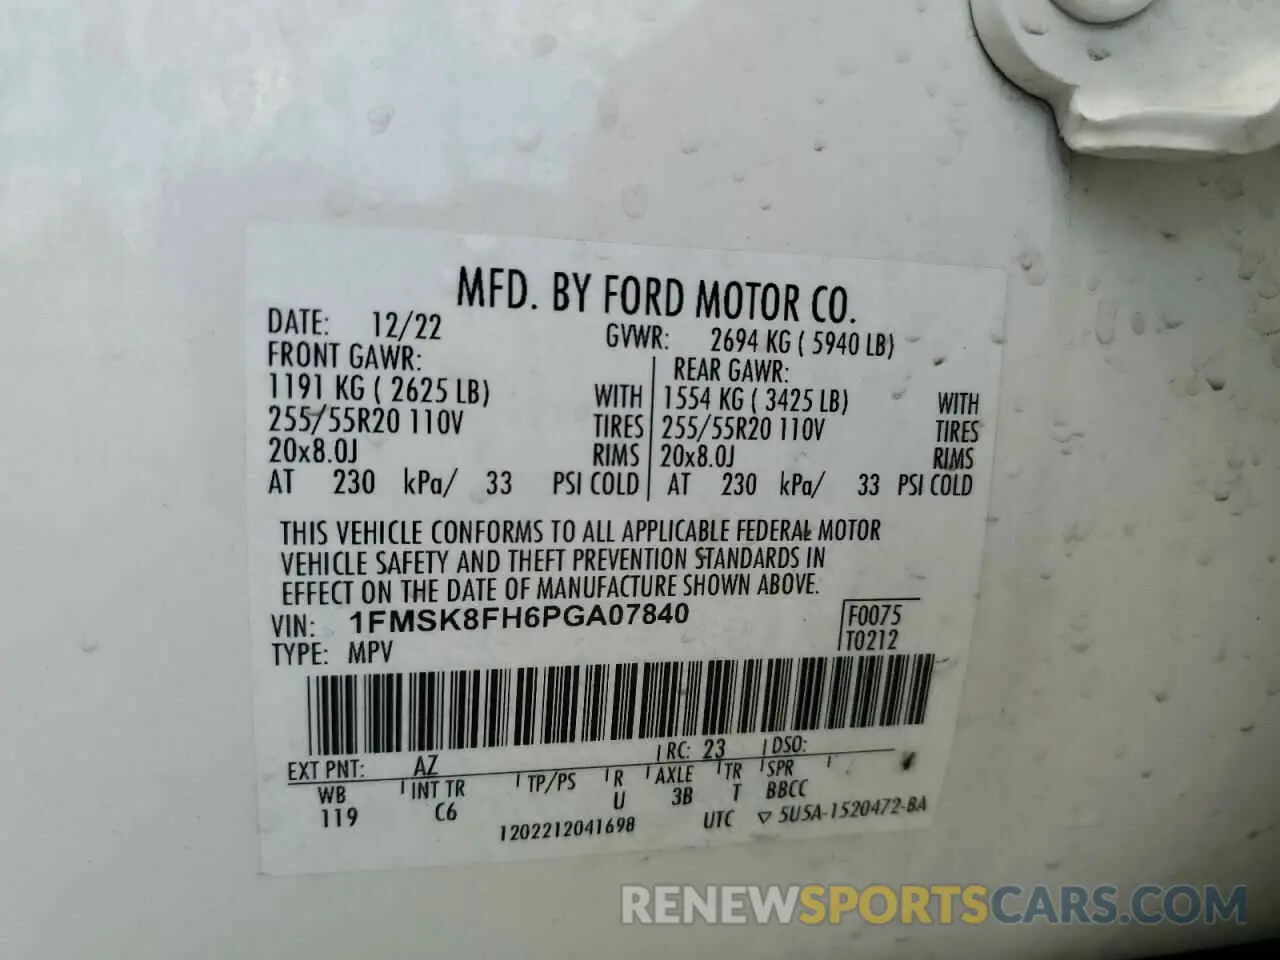 MFD. BY FORD MOTOR CO.
DATE: 12/22 GVWR: 2694 KG ( 5940 LB)
FRONT GAWR: REAR GAWR:
1191 KG ( 2625 LB) WITH 1554 KG ( 3425 LB) WITH
255/55R20 110V TIRES 255/55R20 110V TIRES
20x8.0J RIMS 20x8.0J RIMS
AT 230 kPa/ 33 PSI COLD AT 230 kPa/ 33 PSI COLD
THIS VEHICLE CONFORMS TO ALL APPLICABLE FEDERAL MOTOR
VEHICLE SAFETY AND THEFT PREVENTION STANDARDS IN
EFFECT ON THE DATE OF MANUFACTURE SHOWN ABOVE.
VIN: 1FMSK8FH6PGA07840 F0075
TYPE: MPV T0212
EXT PNT: AZ RC: 23 DSO:
WB INT TR TP/PS R AXLE TR SPR
119 C6 U 3B T BBCC
1202212041698 UTC ▽ 5U5A-1520472-BA
RENEWSPORTSCARS.COM